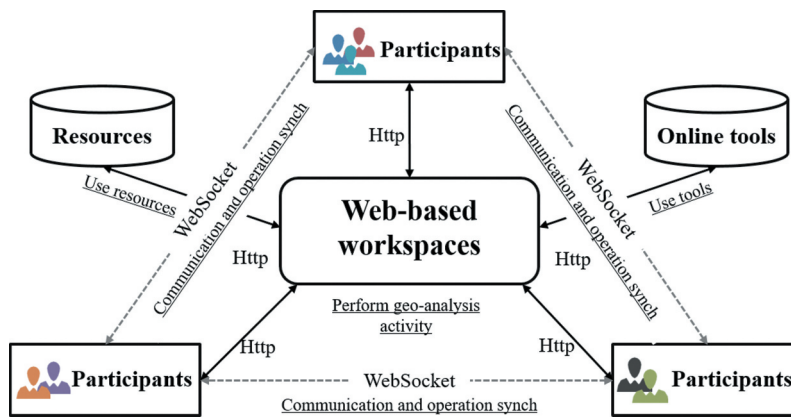 Participants
Resources
Online tools
Http
Use resources
WebSocket
Communication and operation synch
WebSocket
Communication and operation synch
Use tools
Web-based
workspaces
Http
Http
Perform geo-analysis
activity
Http
Http
Participants
WebSocket
Communication and operation synch
Participants